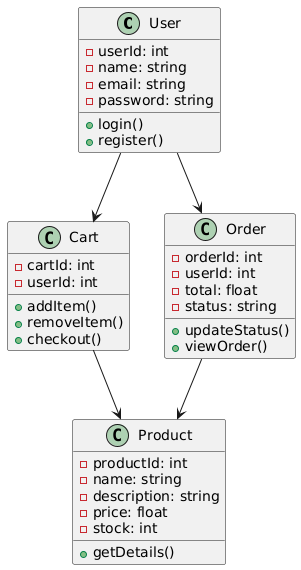 C User
userId: int
name: string
email: string
password: string
login()
register()
C Cart
cartId: int
userId: int
addItem()
removeItem()
checkout()
C Order
orderId: int
userId: int
total: float
status: string
updateStatus()
viewOrder()
C Product
productId: int
name: string
description: string
price: float
stock: int
getDetails()